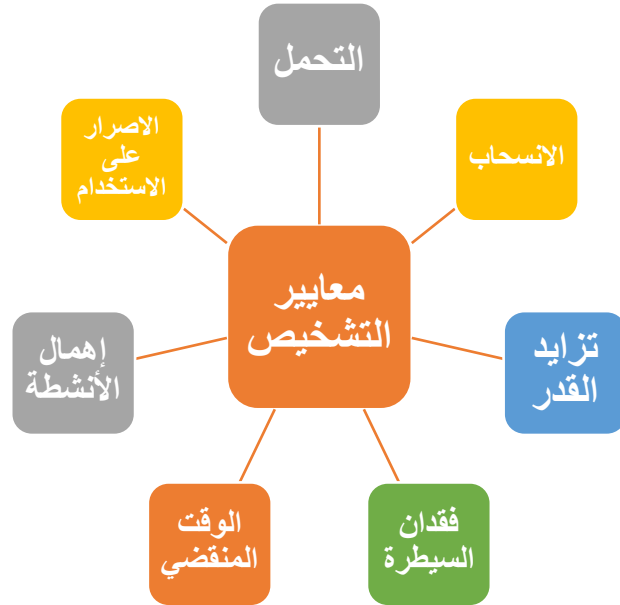 التحمل
الانسحاب
تزايد
القدر
فقدان
السيطرة
الوقت
المنقضي
إهمال
الأنشطة
الاصرار
على
الاستخدام
معايير
التشخيص